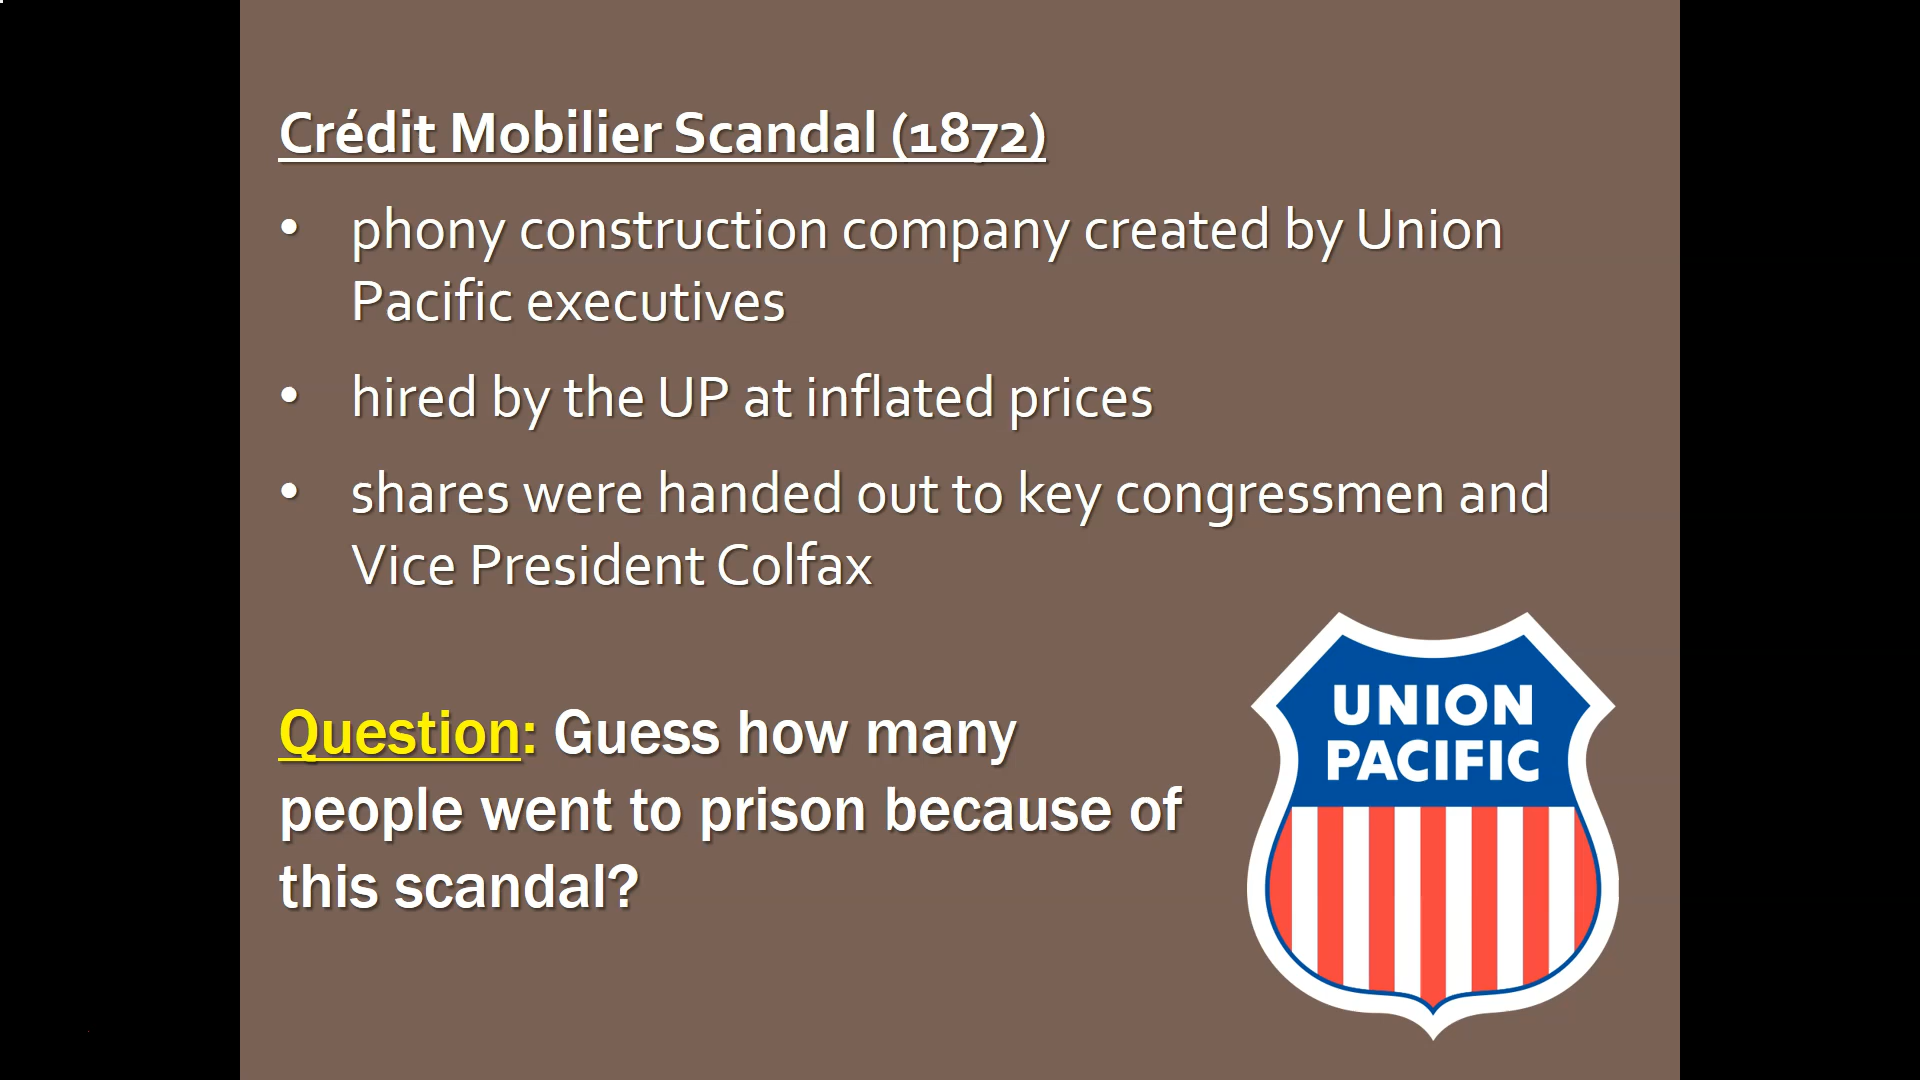 Crédit Mobilier Scandal (1872)
• phony construction company created by Union
Pacific executives
• hired by the UP at inflated prices
• shares were handed out to key congressmen and
Vice President Colfax
Question: Guess how many
people went to prison because of
this scandal?
UNION
PACIFIC